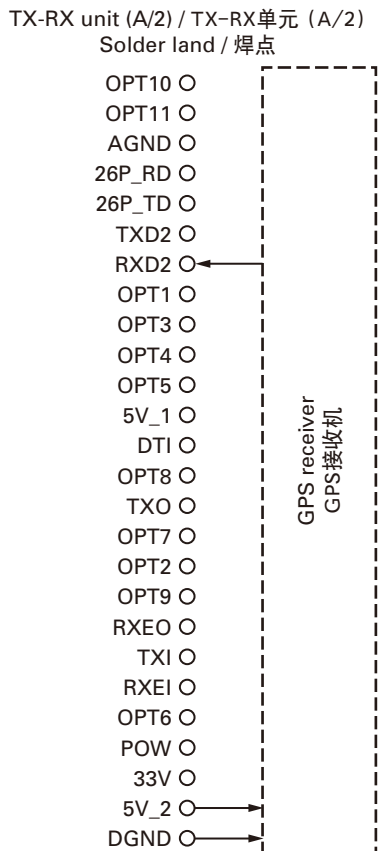 TX-RX unit (A/2) / TX-RX单元 (A/2)
Solder land / 焊点
OPT10
OPT11
AGND
26P_RD
26P_TD
TXD2
RXD2
OPT1
OPT3
OPT4
OPT5
5V_1
DTI
OPT8
TXO
OPT7
OPT2
OPT9
RXEO
TXI
RXEI
OPT6
POW
33V
5V_2
DGND
GPS receiver
GPS接收机